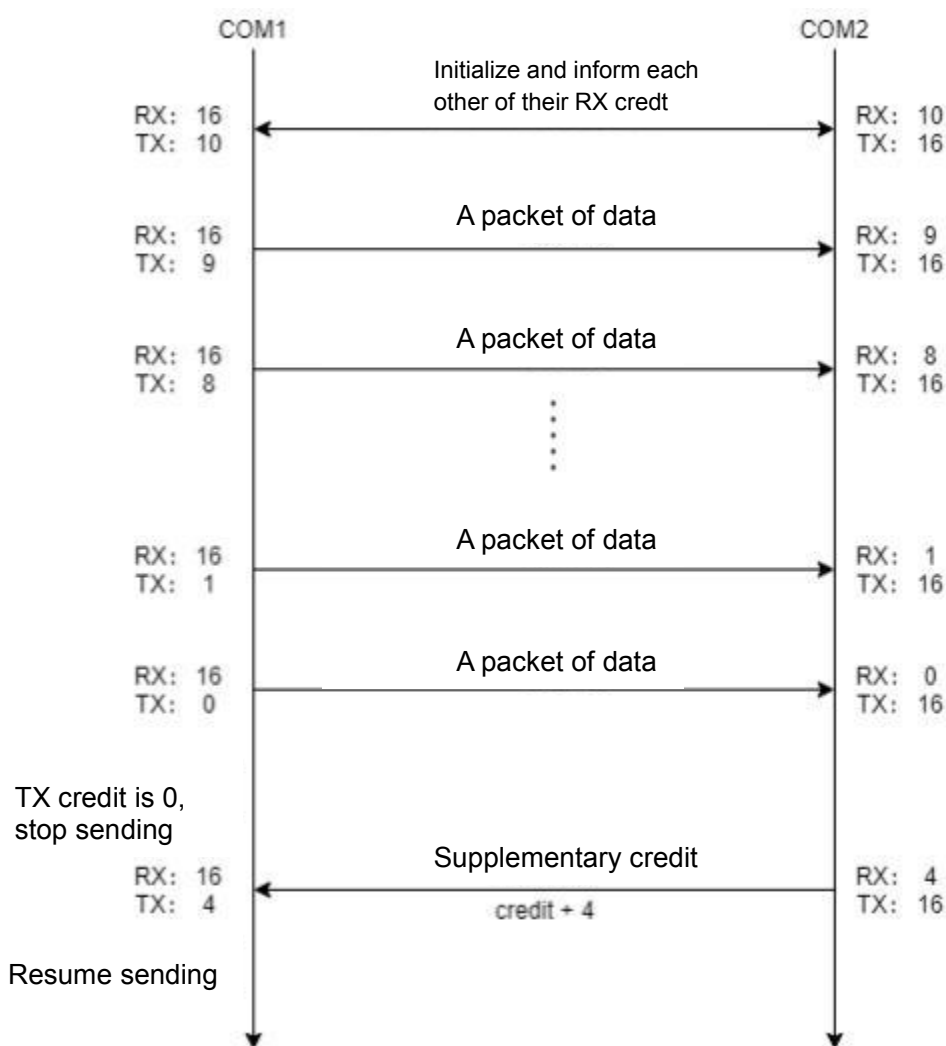 COM1 COM2
Initialize and inform each
other of their RX credt
RX: 16 RX: 10
TX: 10 TX: 16
A packet of data
RX: 16 RX: 9
TX: 9 TX: 16
A packet of data
RX: 16 RX: 8
TX: 8 TX: 16
A packet of data
RX: 16 RX: 1
TX: 1 TX: 16
A packet of data
RX: 16 RX: 0
TX: 0 TX: 16
TX credit is 0,
stop sending
Supplementary credit
RX: 16 RX: 4
TX: 4 TX: 16
credit + 4
Resume sending